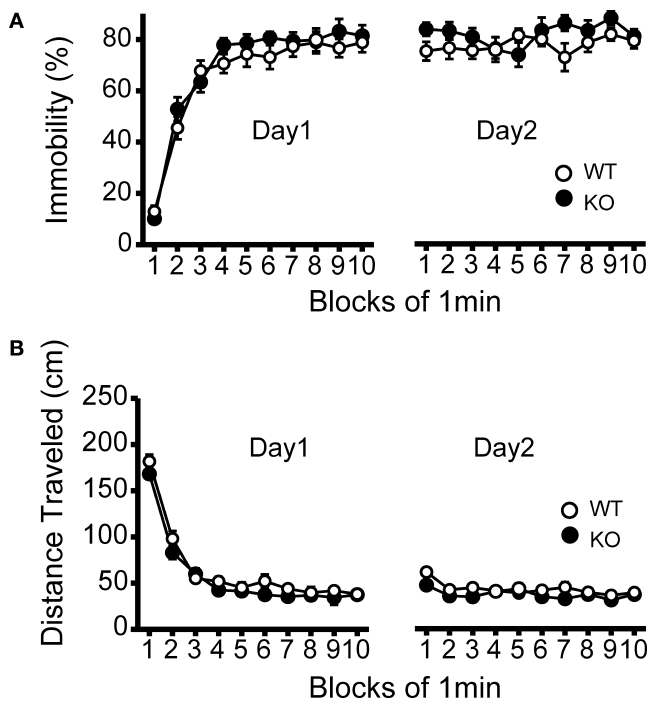 A
Immobility (%)
80
60
40
20
0
Day1
Day2
WT
KO
1 2 3 4 5 6 7 8 9 10
1 2 3 4 5 6 7 8 9 10
Blocks of 1min
B
Distance Traveled (cm)
250
200
150
100
50
0
Day1
Day2
WT
KO
1 2 3 4 5 6 7 8 9 10
1 2 3 4 5 6 7 8 9 10
Blocks of 1min